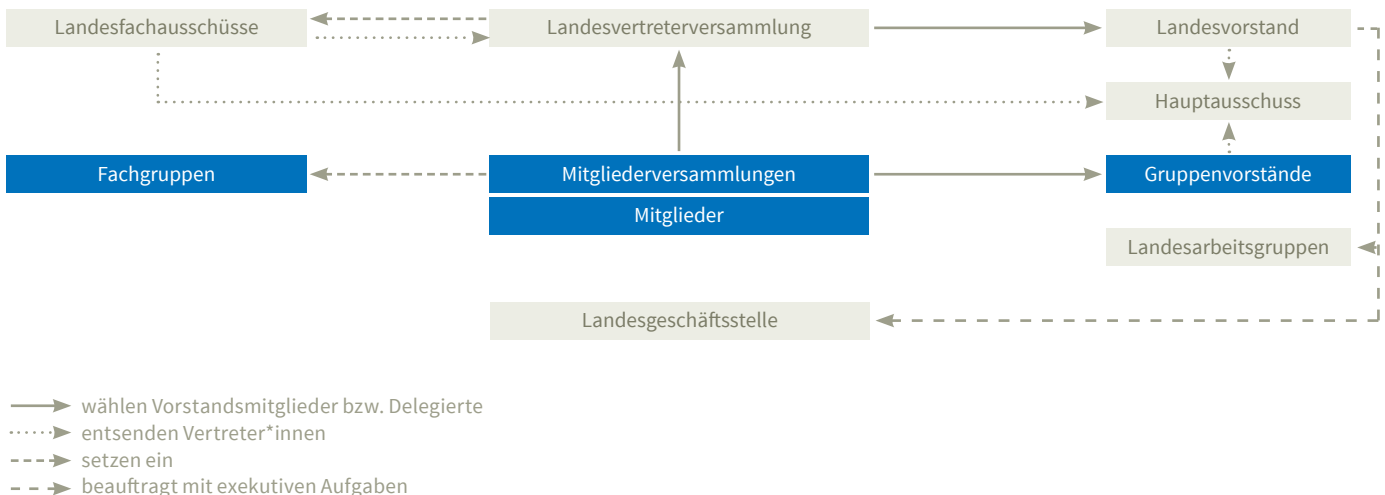 Landesfachausschüsse
Landesvertreterversammlung
Landesvorstand
Hauptausschuss
Fachgruppen
Mitgliederversammlungen
Gruppenvorstände
Mitglieder
Landesarbeitsgruppen
Landesgeschäftsstelle
wählen Vorstandsmitglieder bzw. Delegierte
entsenden Vertreter*innen
setzen ein
beauftragt mit exekutiven Aufgaben